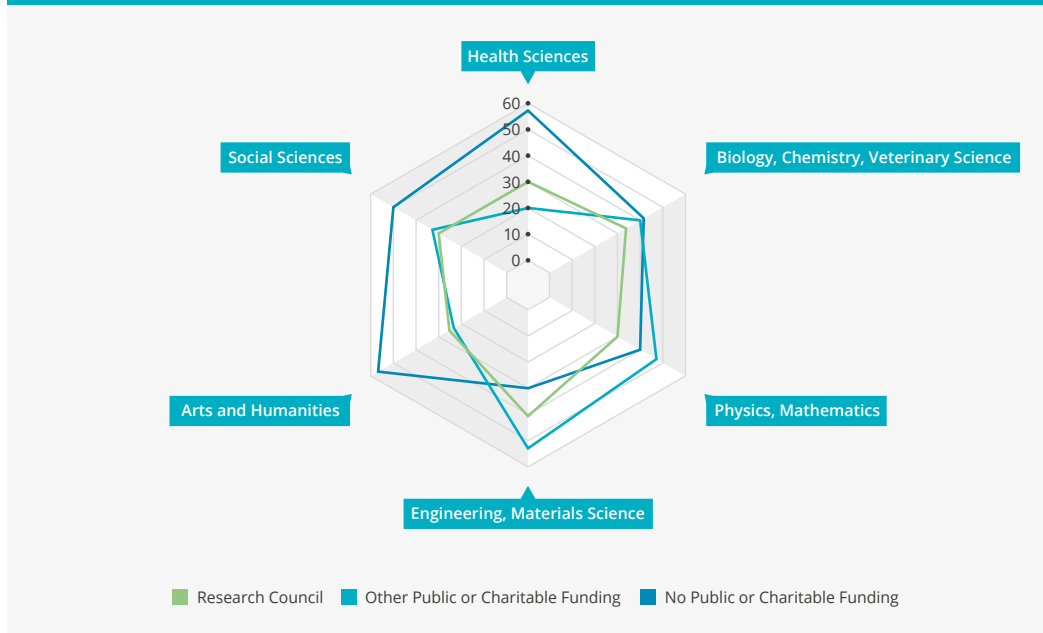 Health Sciences
60
50
40
30
20
10
0
Social Sciences
Biology, Chemistry, Veterinary Science
Arts and Humanities
Physics, Mathematics
Engineering, Materials Science
Research Council
Other Public or Charitable Funding
No Public or Charitable Funding